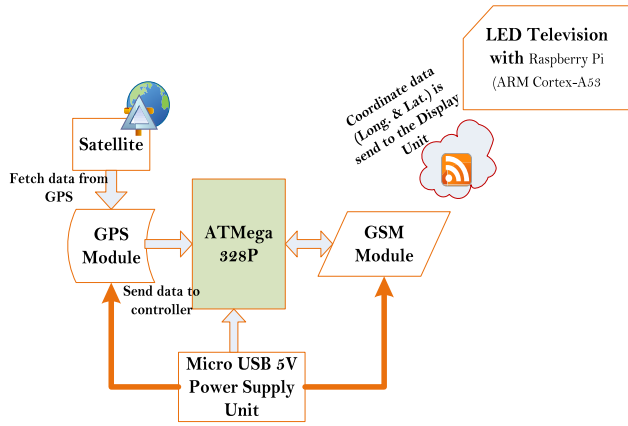 LED Television
with Raspberry Pi
(ARM Cortex-A53
Coordinate data
(Long. & Lat.) is
send to the Display
Unit
Satellite
Fetch data from
GPS
GPS
Module
ATMega
328P
GSM
Module
Send data to
controller
Micro USB 5V
Power Supply
Unit